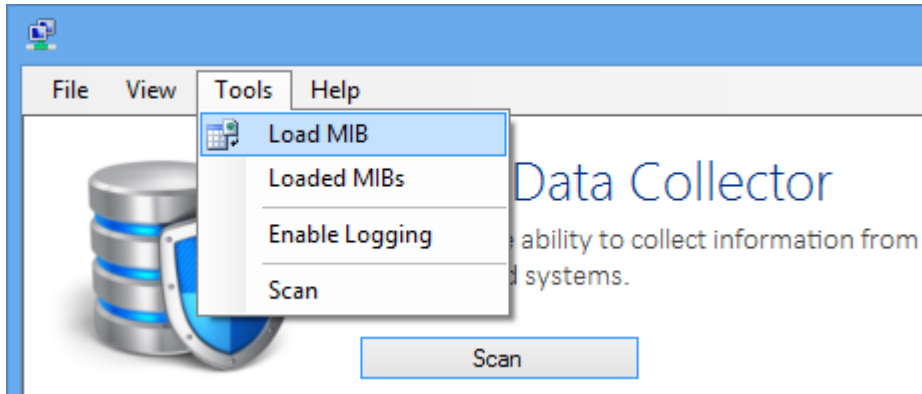 File View Tools Help
Load MIB
Loaded MIBs
Enable Logging
Scan
Data Collector
ability to collect information from
systems.
Scan